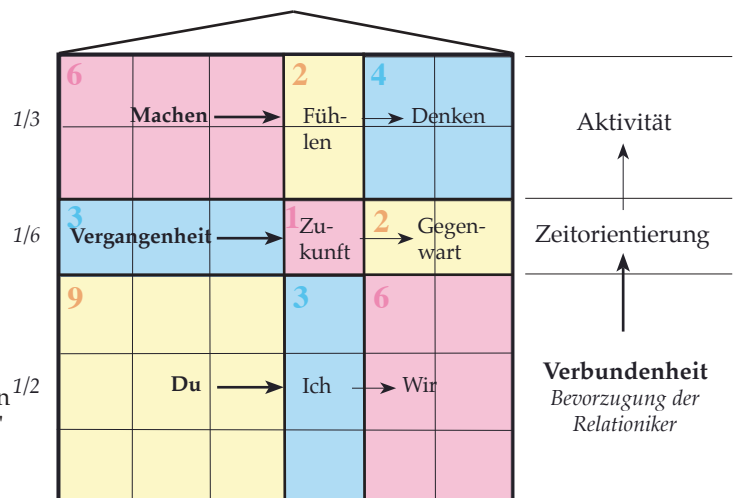 6 2 4
1/3 Machen Füh- Denken Aktivität
len
3 1 2
1/6 Vergangenheit Zu- Gegen- Zeitorientierung
kunft wart
9 3 6
n 1/2 Du Ich Wir Verbundenheit
Bevorzugung der
Relationiker